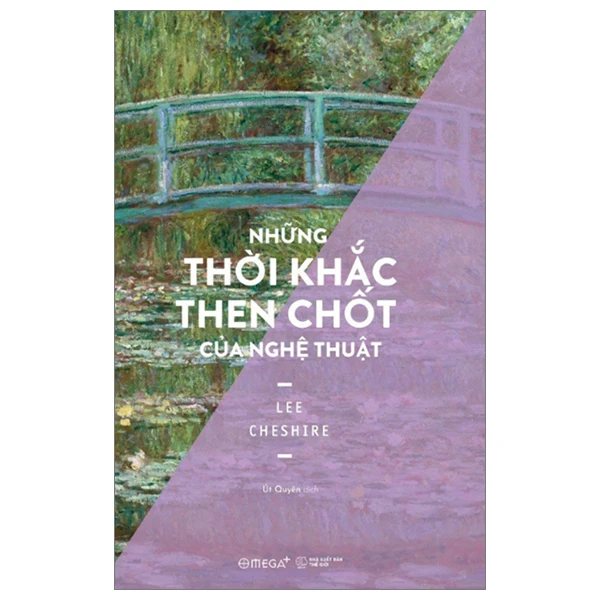 NHỮNG
THỜI KHẮC
THEN CHỐT
CỦA NGHỆ THUẬT
LEE
CHESHIRE
Út Quyên dịch
OMEGA+
NHÀ XUẤT BẢN
THẾ GIỚI